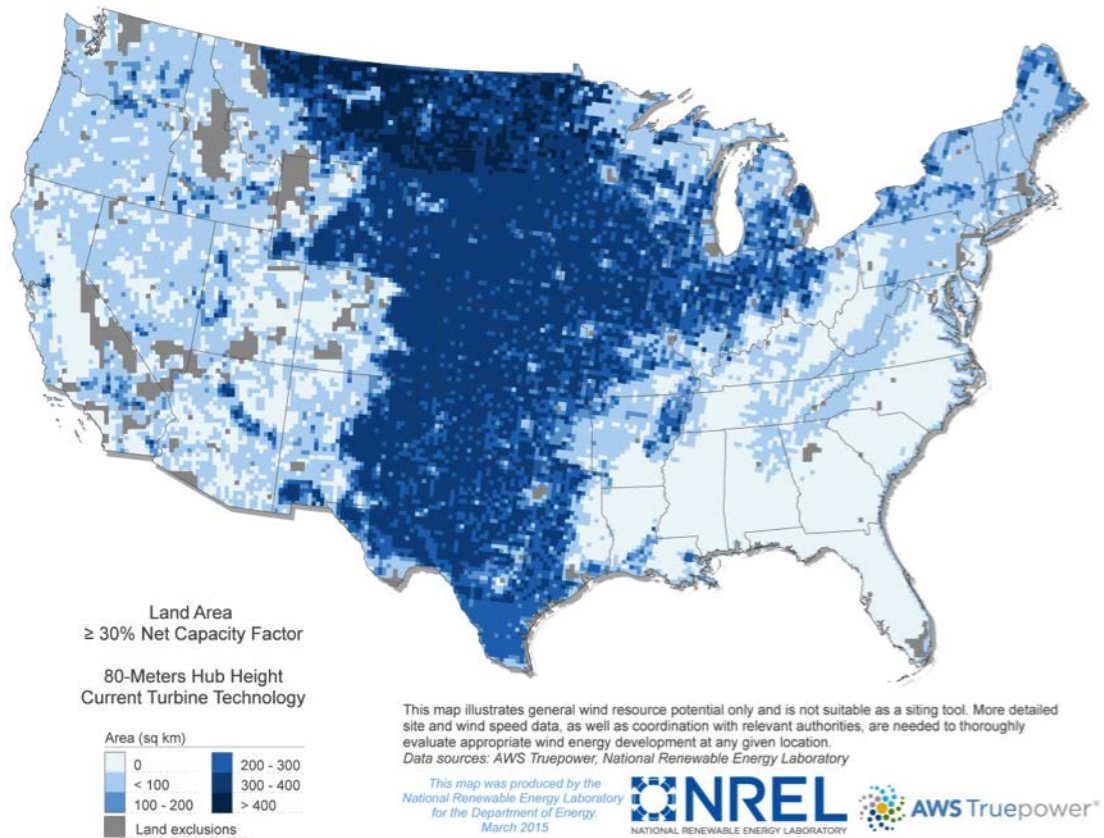 Land Area
≥ 30% Net Capacity Factor
80-Meters Hub Height
Current Turbine Technology
Area (sq km)
0
< 100
100 - 200
200 - 300
300 - 400
> 400
Land exclusions
This map illustrates general wind resource potential only and is not suitable as a siting tool. More detailed
site and wind speed data, as well as coordination with relevant authorities, are needed to thoroughly
evaluate appropriate wind energy development at any given location.
Data sources: AWS Truepower, National Renewable Energy Laboratory
This map was produced by the
National Renewable Energy Laboratory
for the Department of Energy.
March 2015
NREL
NATIONAL RENEWABLE ENERGY LABORATORY
AWS Truepower®